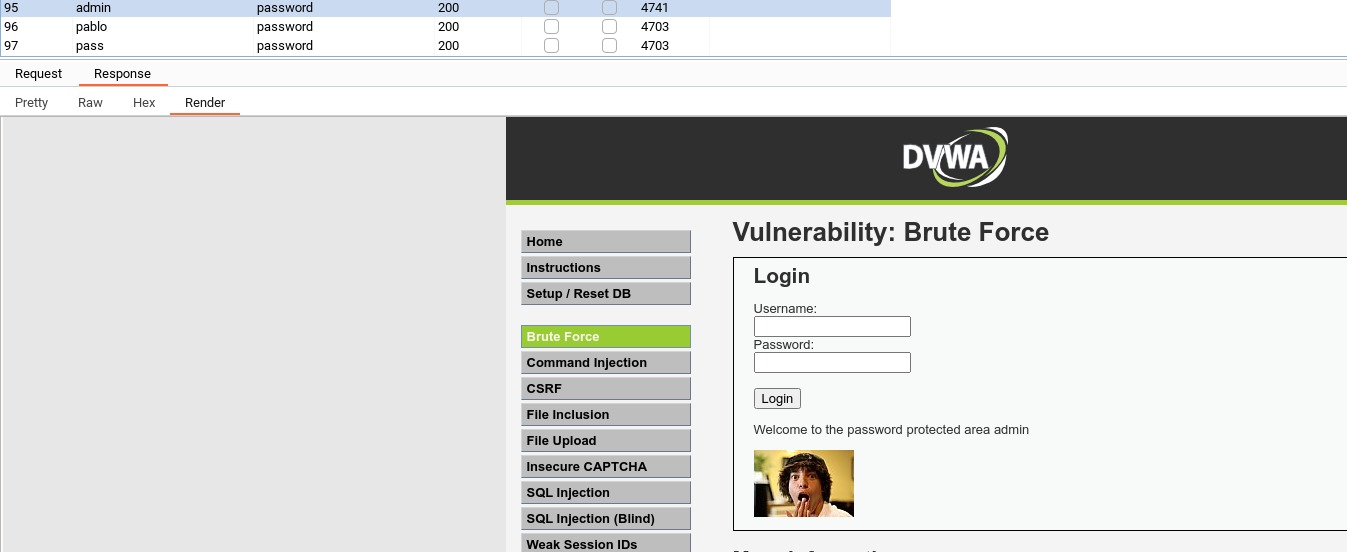 95 admin password 200 4741
96 pablo password 200 4703
97 pass password 200 4703
Request Response
Pretty Raw Hex Render
DVWA
Vulnerability: Brute Force
Home
Instructions
Setup / Reset DB
Brute Force
Command Injection
CSRF
File Inclusion
File Upload
Insecure CAPTCHA
SQL Injection
SQL Injection (Blind)
Weak Session IDs
Login
Username:
Password:
Login
Welcome to the password protected area admin